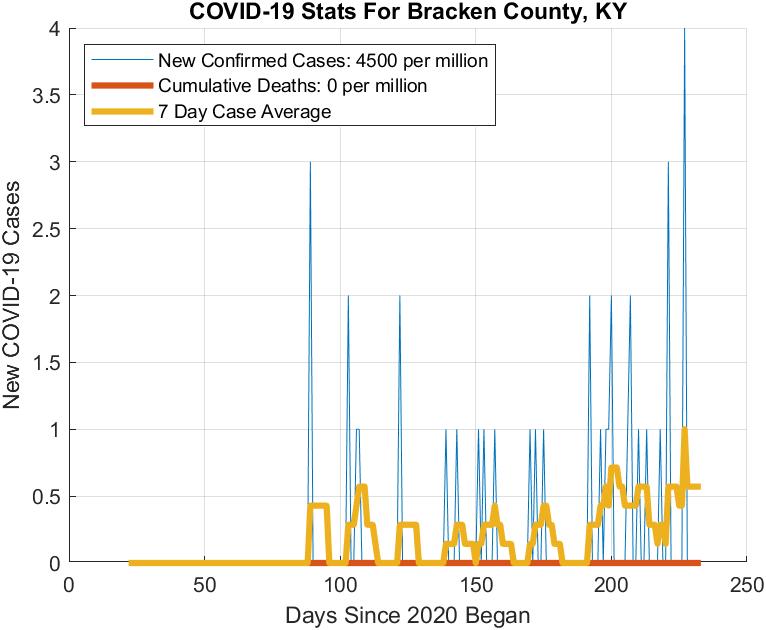 COVID-19 Stats For Bracken County, KY
New Confirmed Cases: 4500 per million
Cumulative Deaths: 0 per million
7 Day Case Average
New COVID-19 Cases
4
3.5
3
2.5
2
1.5
1
0.5
0
0 50 100 150 200 250
Days Since 2020 Began